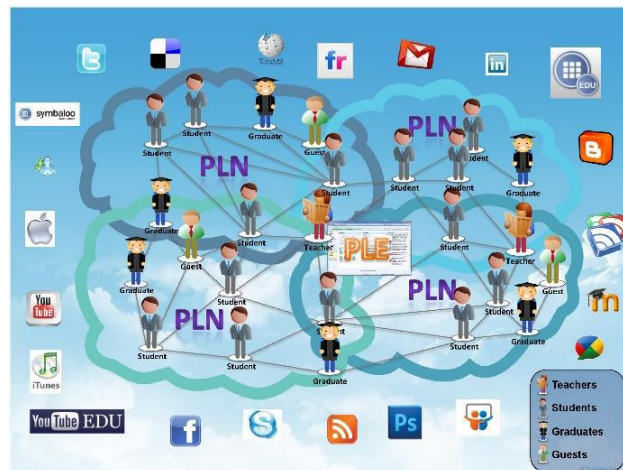 fr
in
EDU
symbaloo
Student
Student
Graduate
Guest
PLN
PLN
Student
Student
Student
Student
Graduate
Graduate
Student
Teacher
PLE
Student
Teacher
Guest
Graduate
PLN
PLN
Student
Student
Guest
You
Tube
Student
Student
Student
Student
Graduate
Graduate
m
iTunes
You Tube EDU
f
S
Ps
Teachers
Students
Graduates
Guests